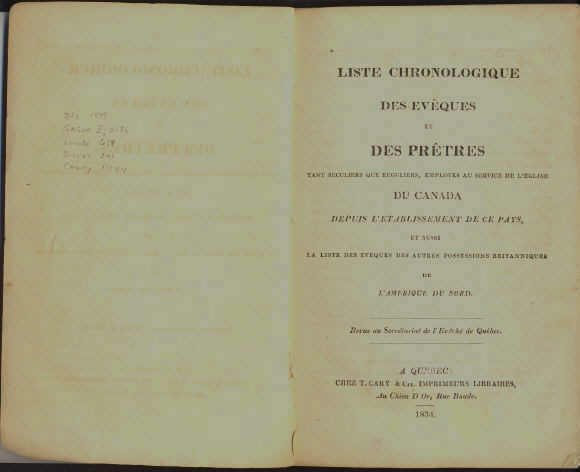 LISTE CHRONOLOGIQUE
DES EVÊQUES
ET
DES PRÊTRES
TANT SECULIERS QUE REGULIERS, EMPLOYES AU SERVICE DE L'EGLISE
DU CANADA
DEPUIS L'ETABLISSEMENT DE CE PAYS,
ET AUSSI
LA LISTE DES EVEQUES DES AUTRES POSSESSIONS BRITANNIQUES
DE
L'AMERIQUE DU NORD.
Revue au Secrétariat de l'Evêché de Québec.
A QUEBEC:
CHEZ T. CARY & Cie. IMPRIMEURS LIBRAIRES,
Au Chien D'Or, Rue Buade.
1834.